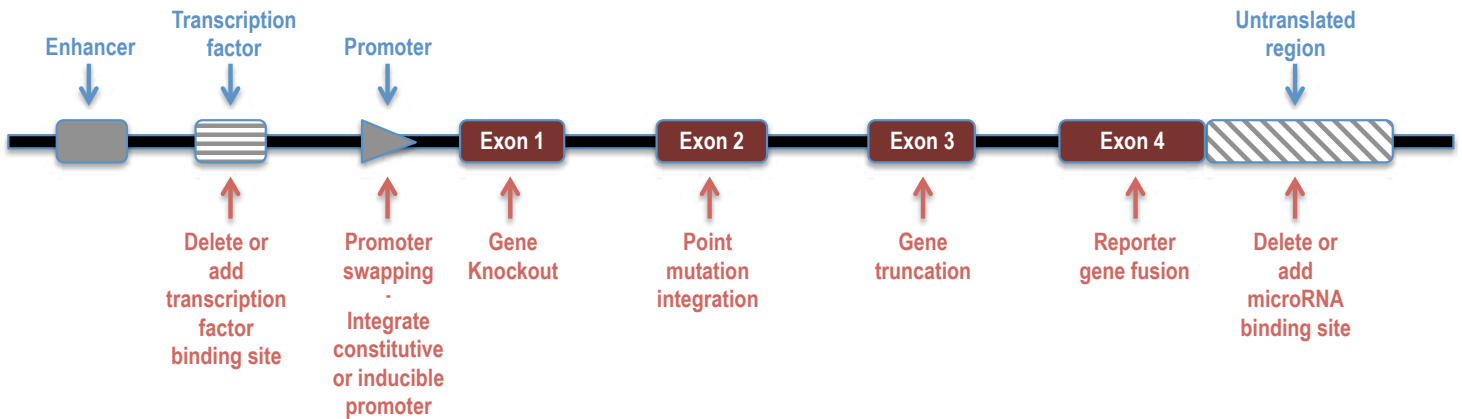 Enhancer
Transcription
factor
Promoter
Untranslated
region
Exon 1
Exon 2
Exon 3
Exon 4
Delete or
add
transcription
factor
binding site
Promoter
swapping
-
Integrate
constitutive
or inducible
promoter
Gene
Knockout
Point
mutation
integration
Gene
truncation
Reporter
gene fusion
Delete or
add
microRNA
binding site